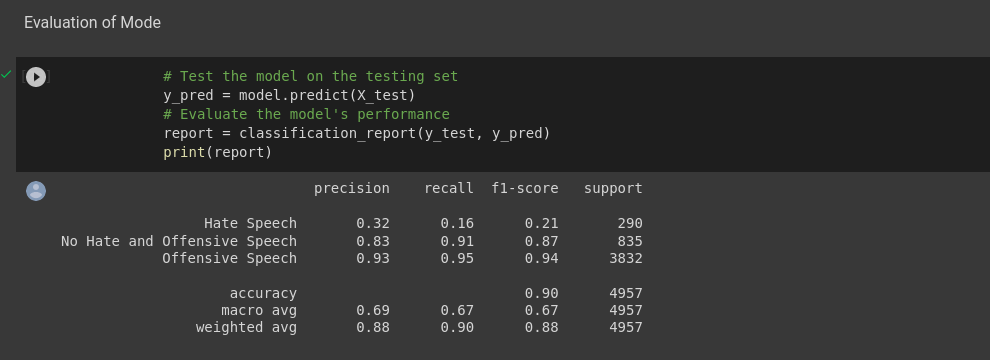 Evaluation of Mode
# Test the model on the testing set
y_pred = model.predict(X_test)
# Evaluate the model's performance
report = classification_report(y_test, y_pred)
print(report)
precision recall f1-score support
Hate Speech 0.32 0.16 0.21 290
No Hate and Offensive Speech 0.83 0.91 0.87 835
Offensive Speech 0.93 0.95 0.94 3832
accuracy 0.90 4957
macro avg 0.69 0.67 0.67 4957
weighted avg 0.88 0.90 0.88 4957